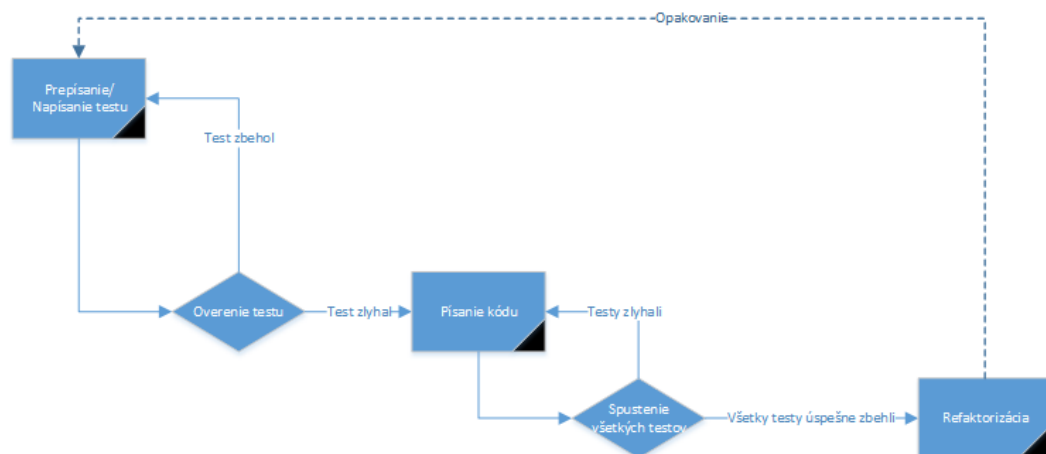 Opakovanie
Prepísanie/
Napísanie testu
Test zbehol
Overenie testu
Test zlyhal
Písanie kódu
Testy zlyhali
Spustenie
všetkých testov
Všetky testy úspešne zbehli
Refaktorizácia